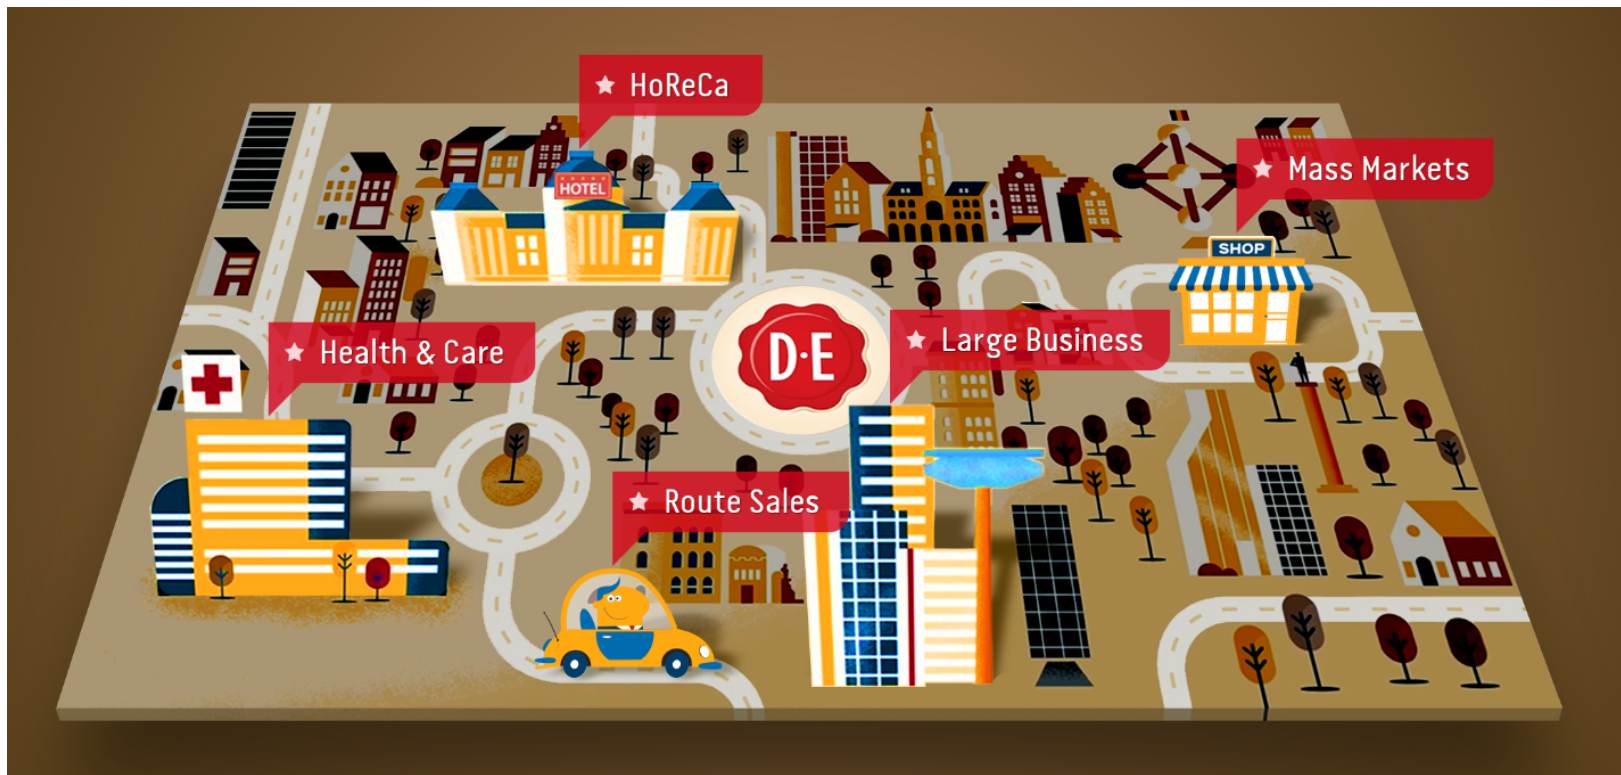 HoReCa
Mass Markets
HOTEL
SHOP
Health & Care
Large Business
D·E
Route Sales